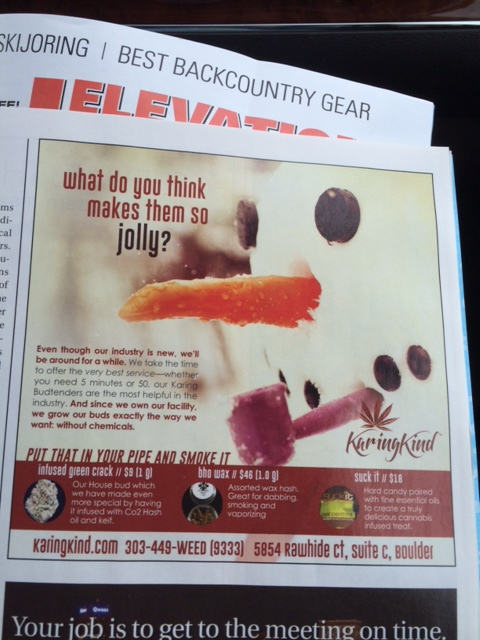 SKIJORING | BEST BACKCOUNTRY GEAR
ELEVATIO
what do you think
makes them so
jolly?
ms
di-
cal
rs.
u-
ns
of
ne
er
e
-
s
Even though our industry is new, we'll
be around for a while. We take the time
to offer the very best service—whether
you need 5 minutes or 50, our Karing
Budtenders are the most helpful in the
industry. And since we own our facility,
we grow our buds exactly the way we
want: without chemicals.
KaringKind
PUT THAT IN YOUR PIPE AND SMOKE IT
infused green crack // $9 (1 g)
Our House bud which
we have made even
more special by having
it infused with Co2 Hash
oil and keif.
bho wax // $46 (1.0 g)
Assorted wax hash.
Great for dabbing,
smoking and
vaporizing
suck it // $18
suck it
Hard candy paired
with fine essential oils
to create a truly
delicious cannabis
infused treat.
karingkind.com 303-449-WEED (9333) 5854 Rawhide ct, suite c, Boulder
Your job is to get to the meeting on time.